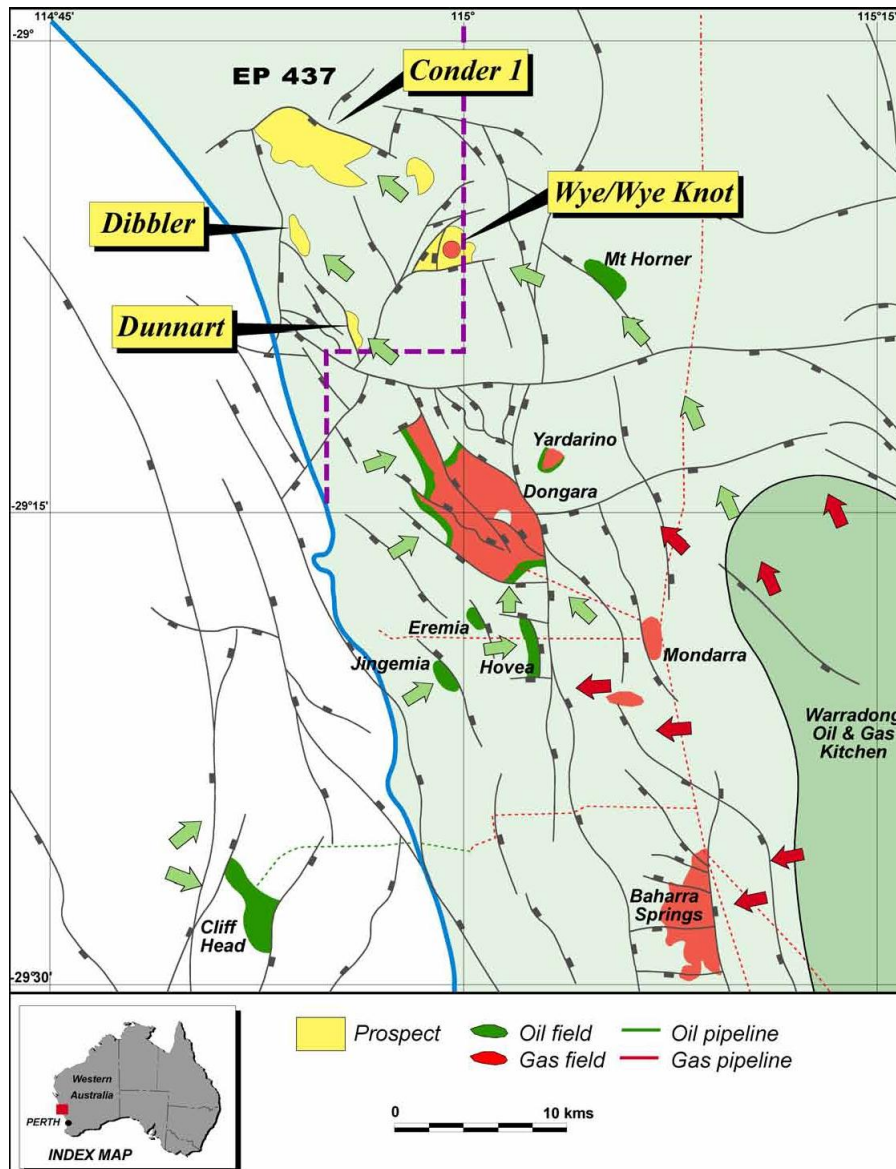 114°45'
115°
115°15'
-29°
EP 437
Conder 1
Wye/Wye Knot
Dibbler
Mt Horner
Dunnart
Yardarino
Dongara
-29°15'
Eremia
Jingemia
Hovea
Mondarra
Warradong
Oil & Gas
Kitchen
Baharra
Springs
Cliff
Head
-29°30'
Prospect
Oil field
Oil pipeline
Gas field
Gas pipeline
Western
Australia
PERTH
INDEX MAP
0 10 kms